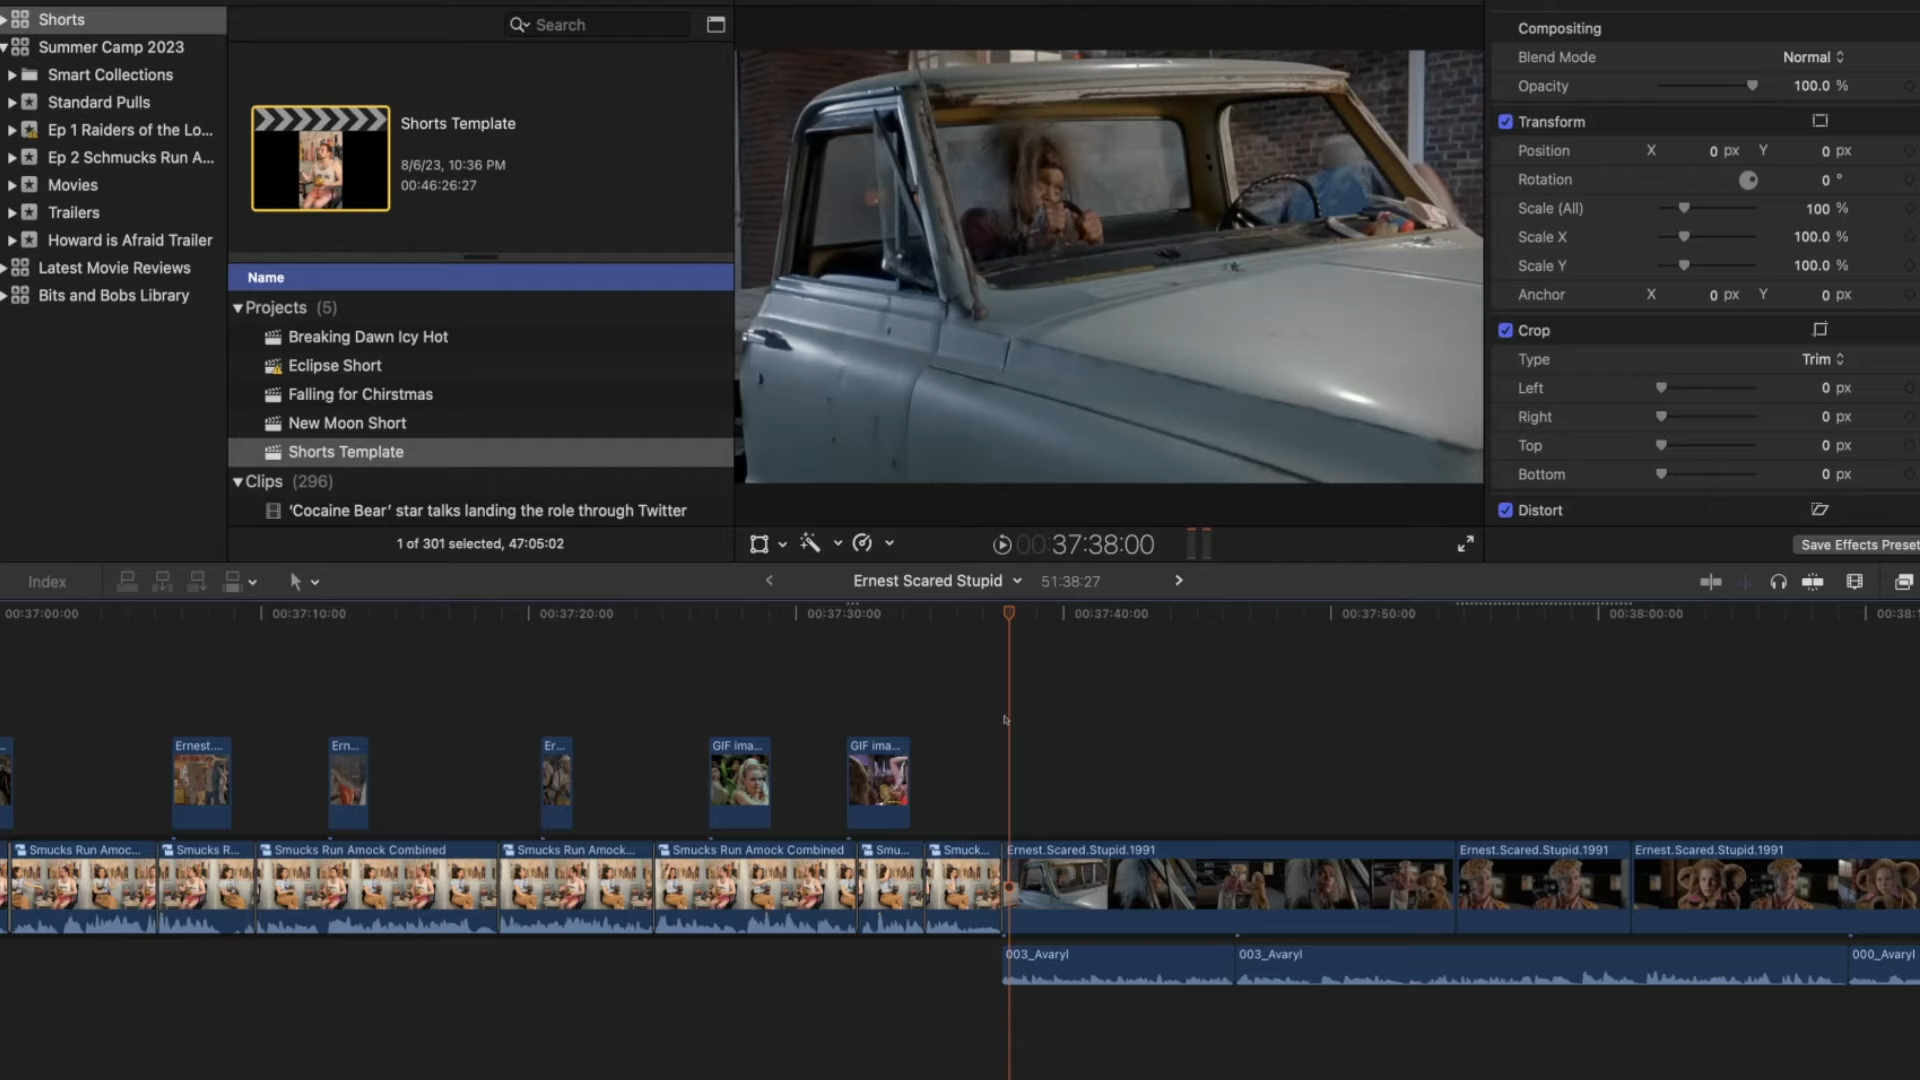 Shorts
Summer Camp 2023
Smart Collections
Standard Pulls
Ep 1 Raiders of the Lo...
Ep 2 Schmucks Run A...
Movies
Trailers
Howard is Afraid Trailer
Latest Movie Reviews
Bits and Bobs Library
Search
Shorts Template
8/6/23, 10:36 PM
00:46:26:27
Name
Projects (5)
Breaking Dawn Icy Hot
Eclipse Short
Falling for Chirstmas
New Moon Short
Shorts Template
Clips (296)
‘Cocaine Bear’ star talks landing the role through Twitter
1 of 301 selected, 47:05:02
00:37:38:00
Compositing
Blend Mode Normal
Opacity 100.0 %
Transform
Position X 0 px Y 0 px
Rotation 0 °
Scale (All) 100 %
Scale X 100.0 %
Scale Y 100.0 %
Anchor X 0 px Y 0 px
Crop
Type Trim
Left 0 px
Right 0 px
Top 0 px
Bottom 0 px
Distort
Save Effects Preset
Index
Ernest Scared Stupid 51:38:27
00:37:00:00 00:37:10:00 00:37:20:00 00:37:30:00 00:37:40:00 00:37:50:00 00:38:00:00 00:38:1
... Ernest.... Ern... Er... GIF ima... GIF ima...
Smucks Run Amoc... Smucks R... Smucks Run Amock Combined Smucks Run Amock... Smucks Run Amock Combined Smu... Smuck... Ernest.Scared.Stupid.1991 Ernest.Scared.Stupid.1991 Ernest.Scared.Stupid.1991
003_Avaryl 003_Avaryl 000_Avaryl